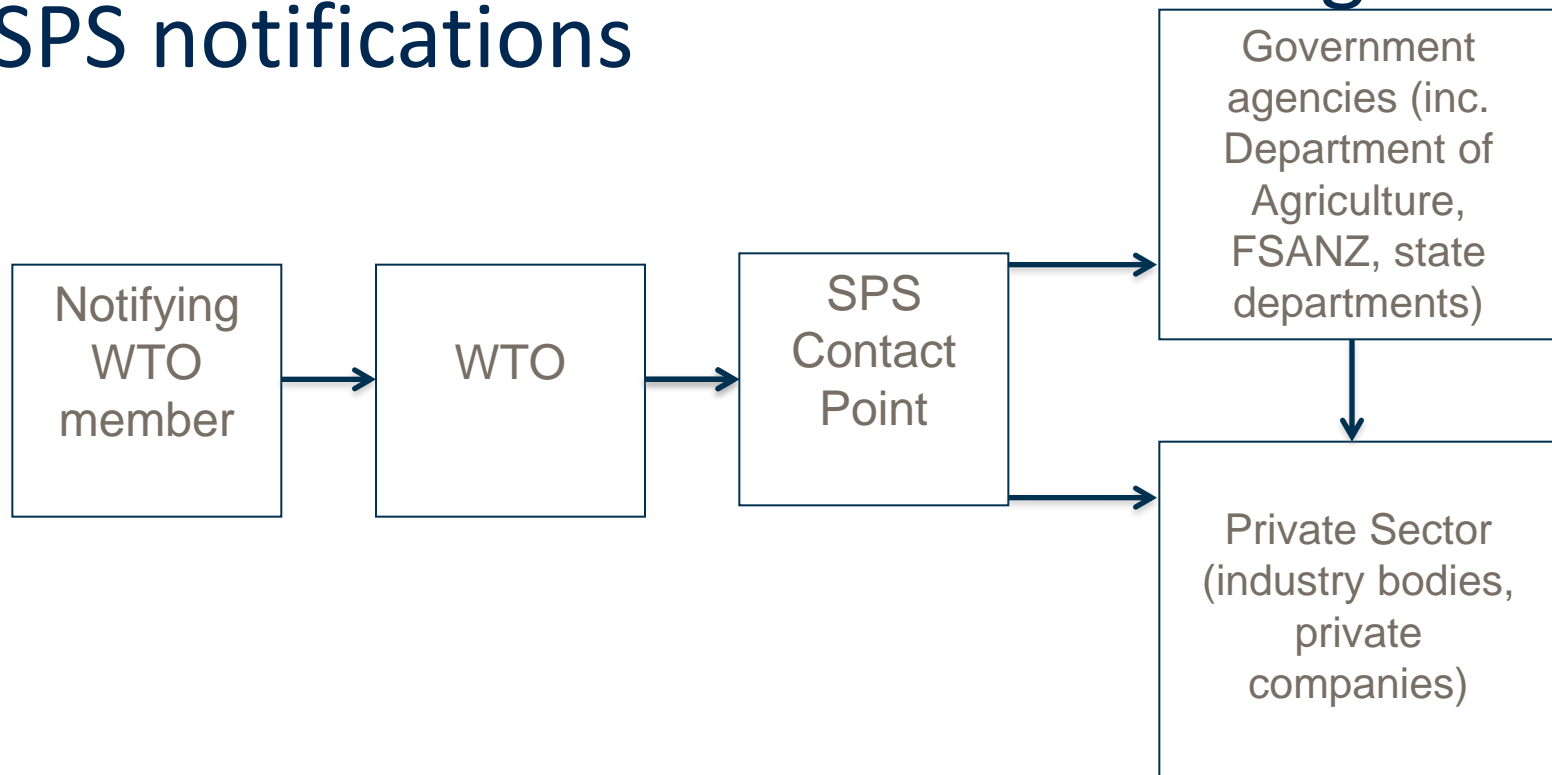 SPS notifications
Notifying
WTO
member
WTO
SPS
Contact
Point
Government
agencies (inc.
Department of
Agriculture,
FSANZ, state
departments)
Private Sector
(industry bodies,
private
companies)